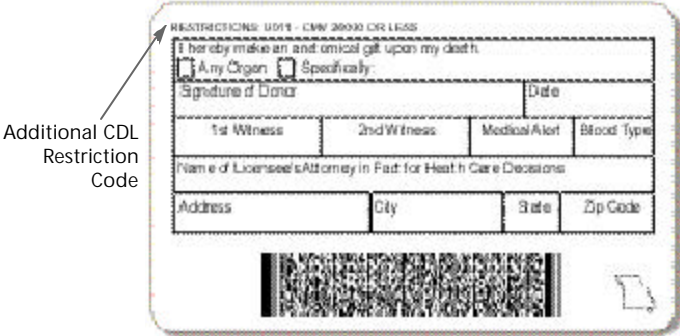 RESTRICTIONS: U011 - CMV 26000 OR LESS
I hereby make an anatomical gift upon my death.
Any Organ Specifically:
Signature of Donor Date
Additional CDL
Restriction
Code
1st Witness 2nd Witness Medical Alert Blood Type
Name of Licensee's Attorney in Fact for Health Care Decisions
Address City State Zip Code